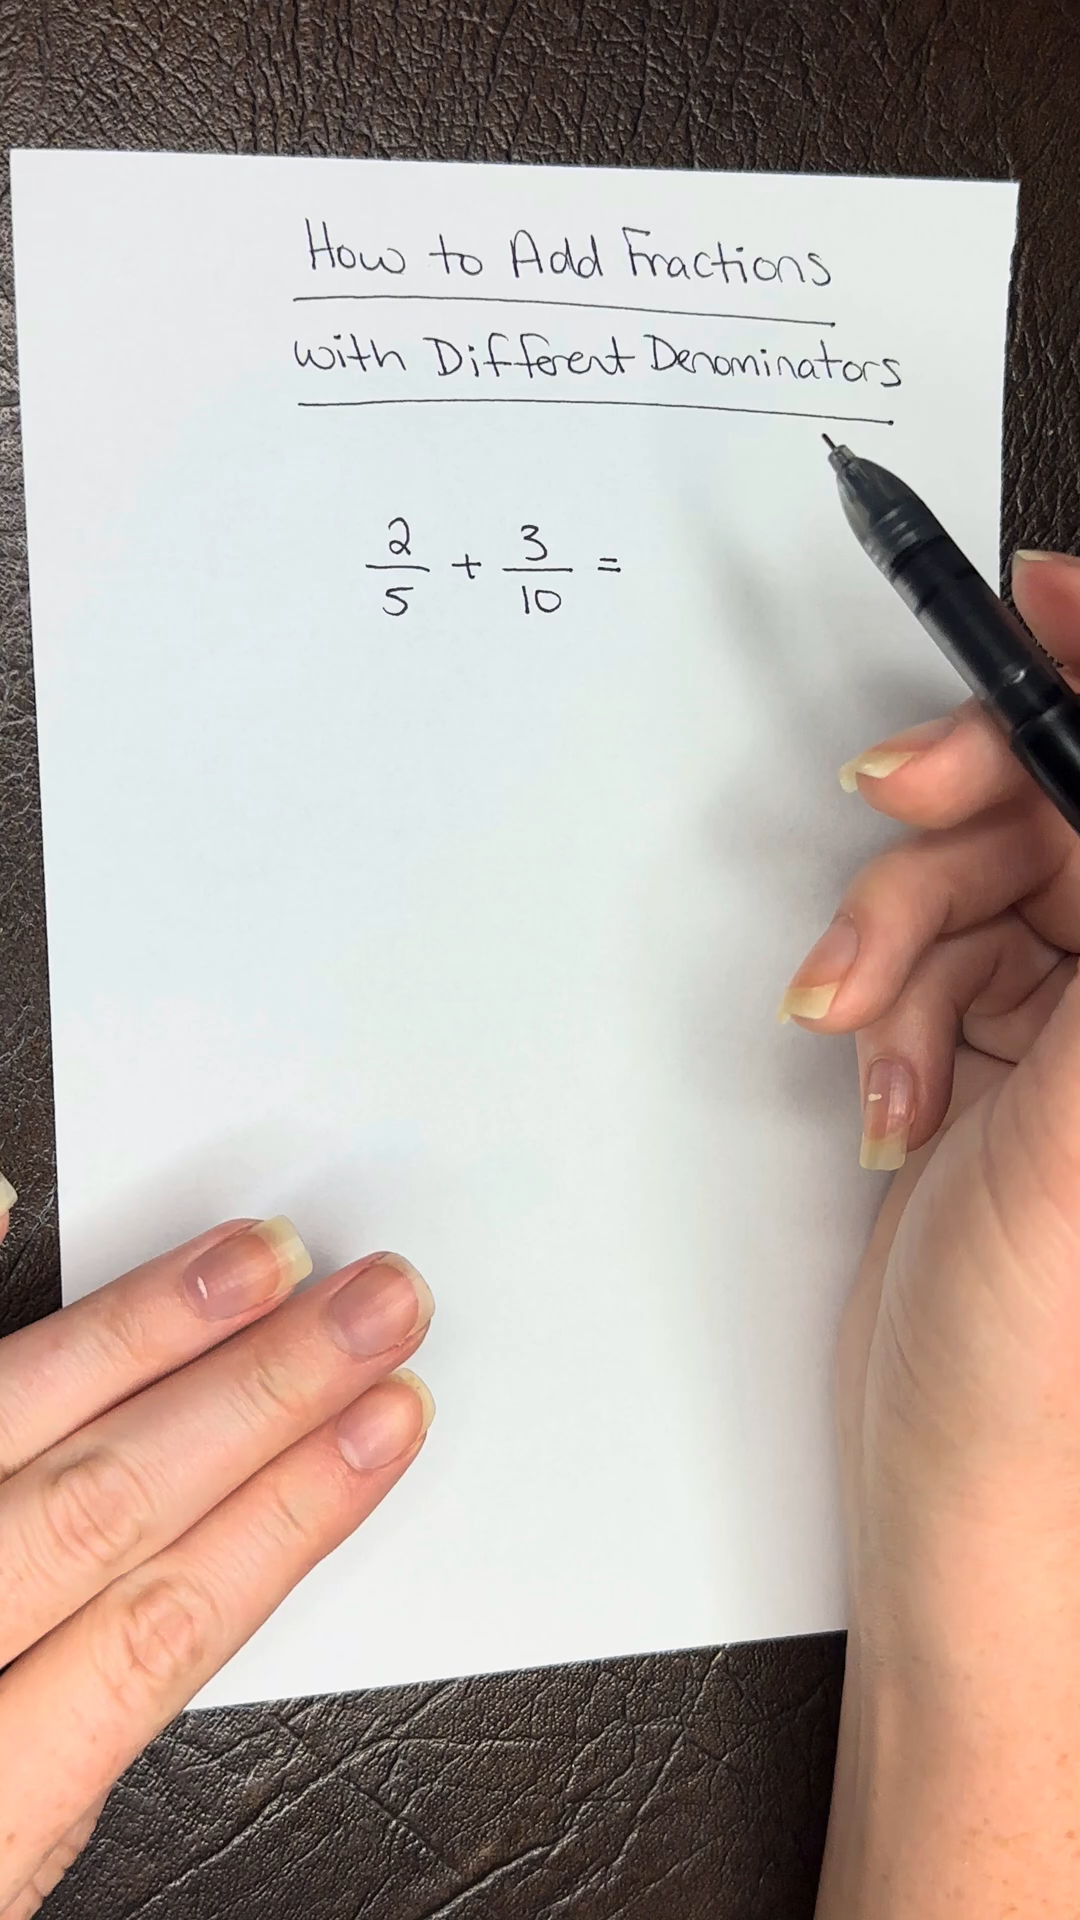 How to Add Fractions
with Different Denominators
2/5 + 3/10 =